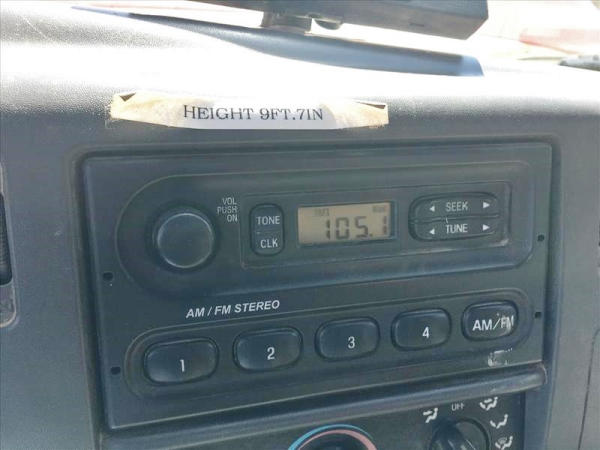 HEIGHT 9FT.7IN
VOL
PUSH
ON
TONE
CLK
105.1
SEEK
TUNE
AM / FM STEREO
1
2
3
4
AM/FM
OFF